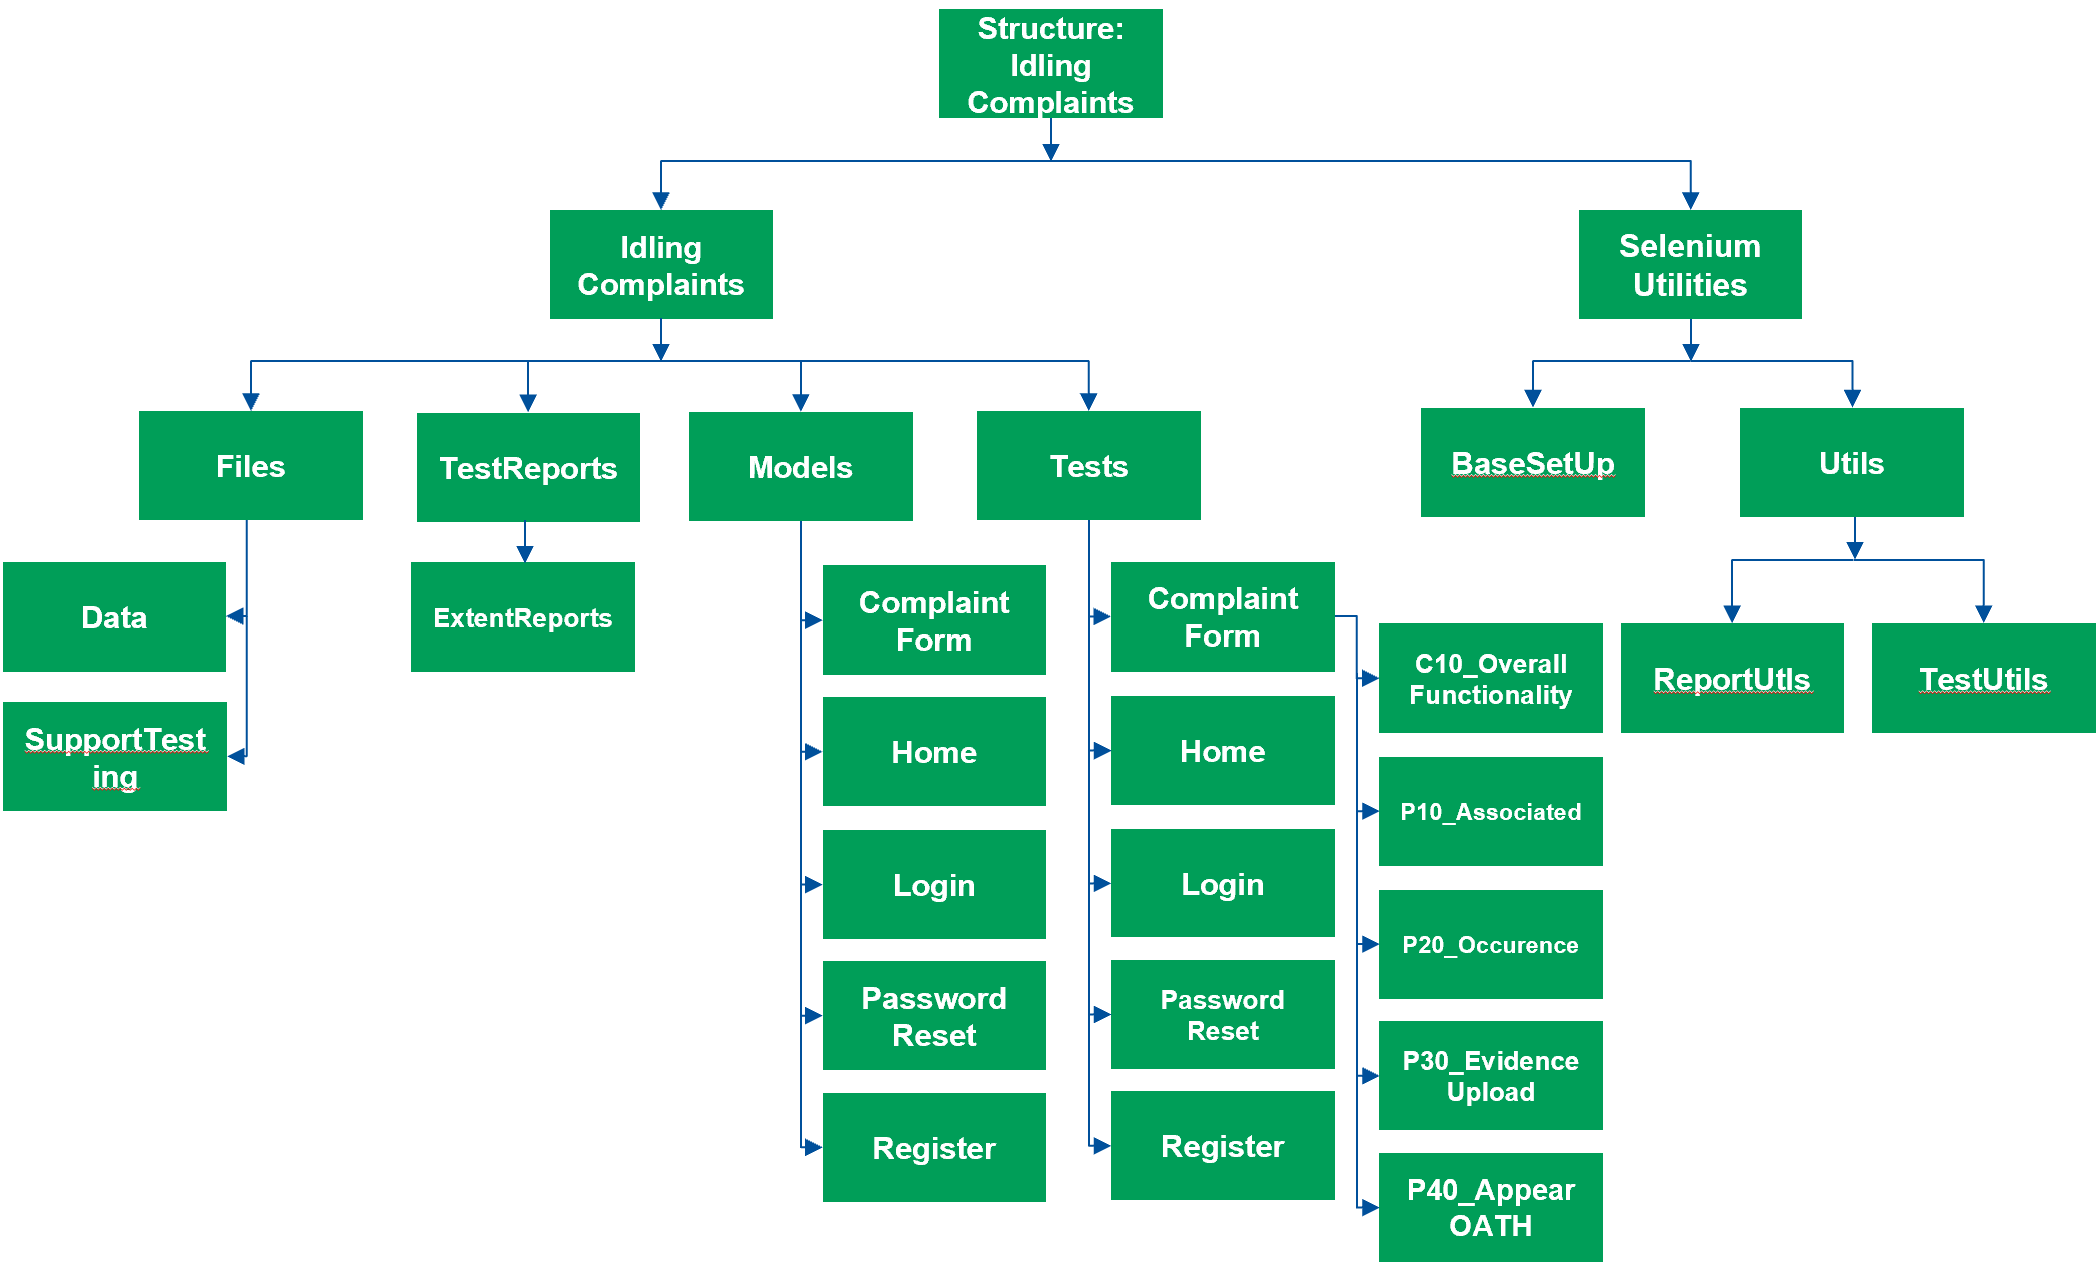 Structure:
Idling
Complaints
Idling
Complaints
Selenium
Utilities
Files
TestReports
Models
Tests
BaseSetUp
Utils
Data
SupportTest
ing
ExtentReports
Complaint
Form
Home
Login
Password
Reset
Register
Complaint
Form
Home
Login
Password
Reset
Register
C10_Overall
Functionality
P10_Associated
P20_Occurence
P30_Evidence
Upload
P40_Appear
OATH
ReportUtls
TestUtils